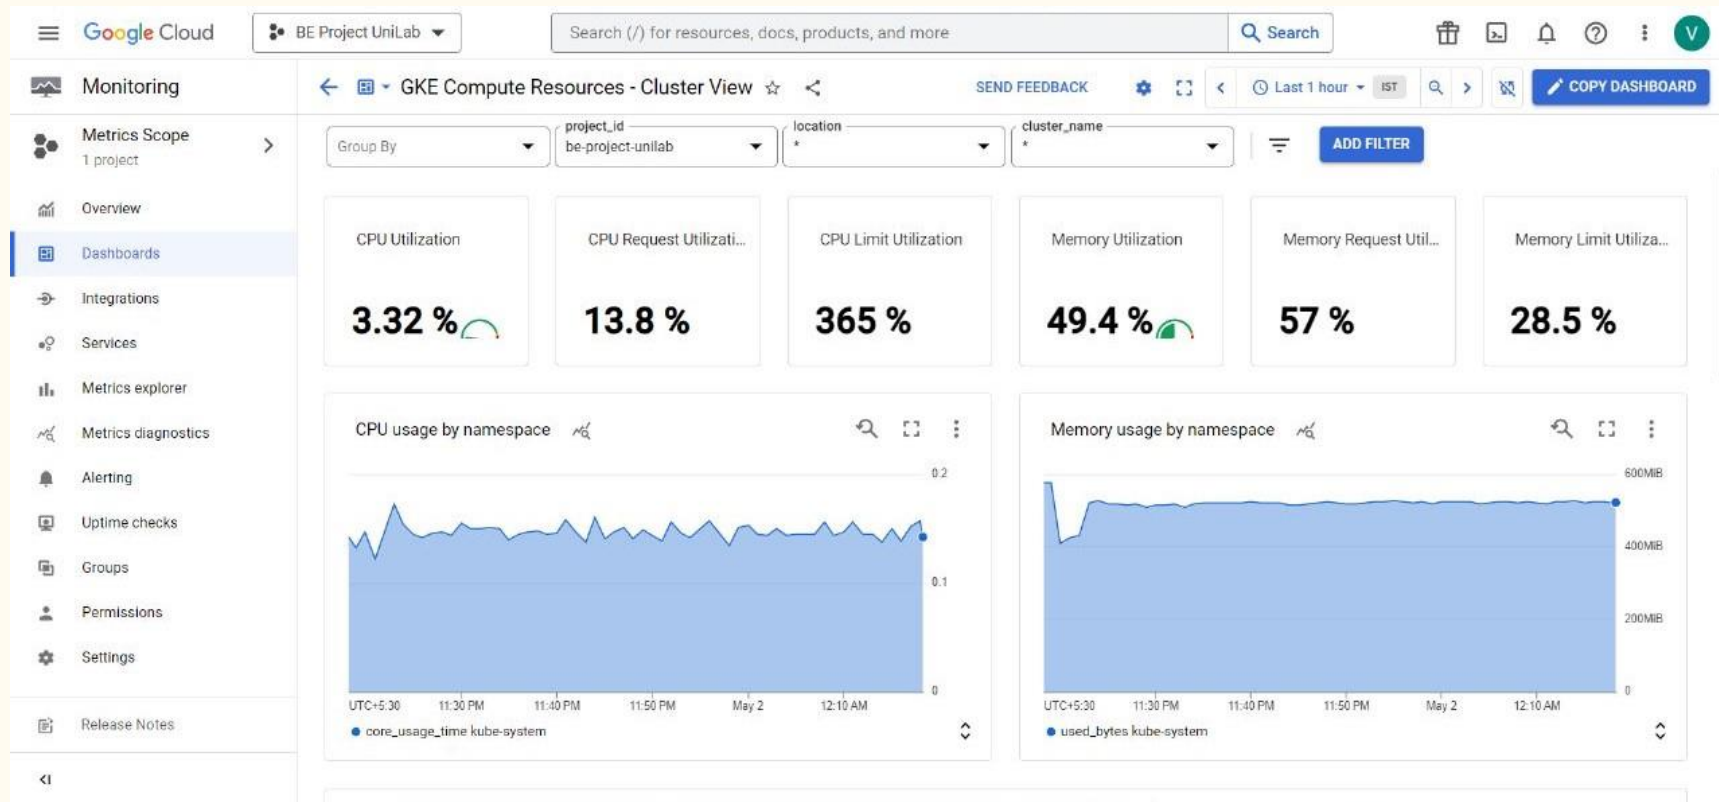 Google Cloud
BE Project UniLab
Search (/) for resources, docs, products, and more
Search
V
Monitoring
GKE Compute Resources - Cluster View
SEND FEEDBACK
Last 1 hour
IST
COPY DASHBOARD
Metrics Scope
1 project
Overview
Dashboards
Integrations
Services
Metrics explorer
Metrics diagnostics
Alerting
Uptime checks
Groups
Permissions
Settings
Release Notes
Group By
project_id
be-project-unilab
location
*
cluster_name
*
ADD FILTER
CPU Utilization
3.32 %
CPU Request Utilizati...
13.8 %
CPU Limit Utilization
365 %
Memory Utilization
49.4 %
Memory Request Util...
57 %
Memory Limit Utiliza...
28.5 %
CPU usage by namespace
0.2
0.1
0
UTC+5:30 11:30 PM 11:40 PM 11:50 PM May 2 12:10 AM
core_usage_time kube-system
Memory usage by namespace
600MiB
400MiB
200MiB
0
UTC+5:30 11:30 PM 11:40 PM 11:50 PM May 2 12:10 AM
used_bytes kube-system